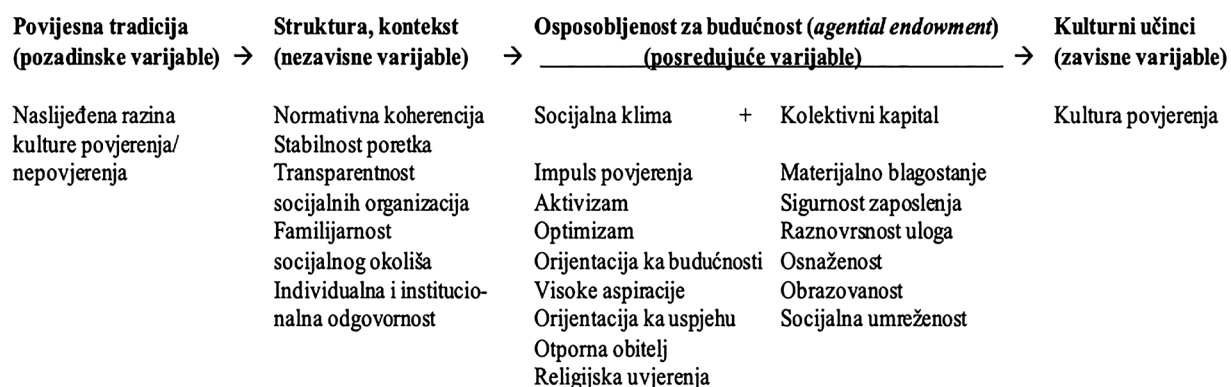 Povijesna tradicija Struktura, kontekst Osposobljenost za budućnost (agential endowment) Kulturni učinci
(pozadinske varijable) → (nezavisne varijable) → (posredujuće varijable) → (zavisne varijable)
Naslijeđena razina Normativna koherencija Socijalna klima + Kolektivni kapital Kultura povjerenja
kulture povjerenja/ Stabilnost poretka
nepovjerenja Transparentnost Impuls povjerenja Materijalno blagostanje
socijalnih organizacija Aktivizam Sigurnost zaposlenja
Familijarnost Optimizam Raznovrsnost uloga
socijalnog okoliša Orijentacija ka budućnosti Osnaženost
Individualna i institucio- Visoke aspiracije Obrazovanost
nalna odgovornost Orijentacija ka uspjehu Socijalna umreženost
Otporna obitelj
Religijska uvjerenja